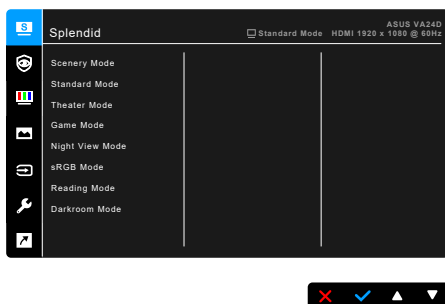 S
Splendid
Standard Mode
ASUS VA24D
HDMI 1920 x 1080 @ 60Hz
Scenery Mode
Standard Mode
Theater Mode
Game Mode
Night View Mode
sRGB Mode
Reading Mode
Darkroom Mode